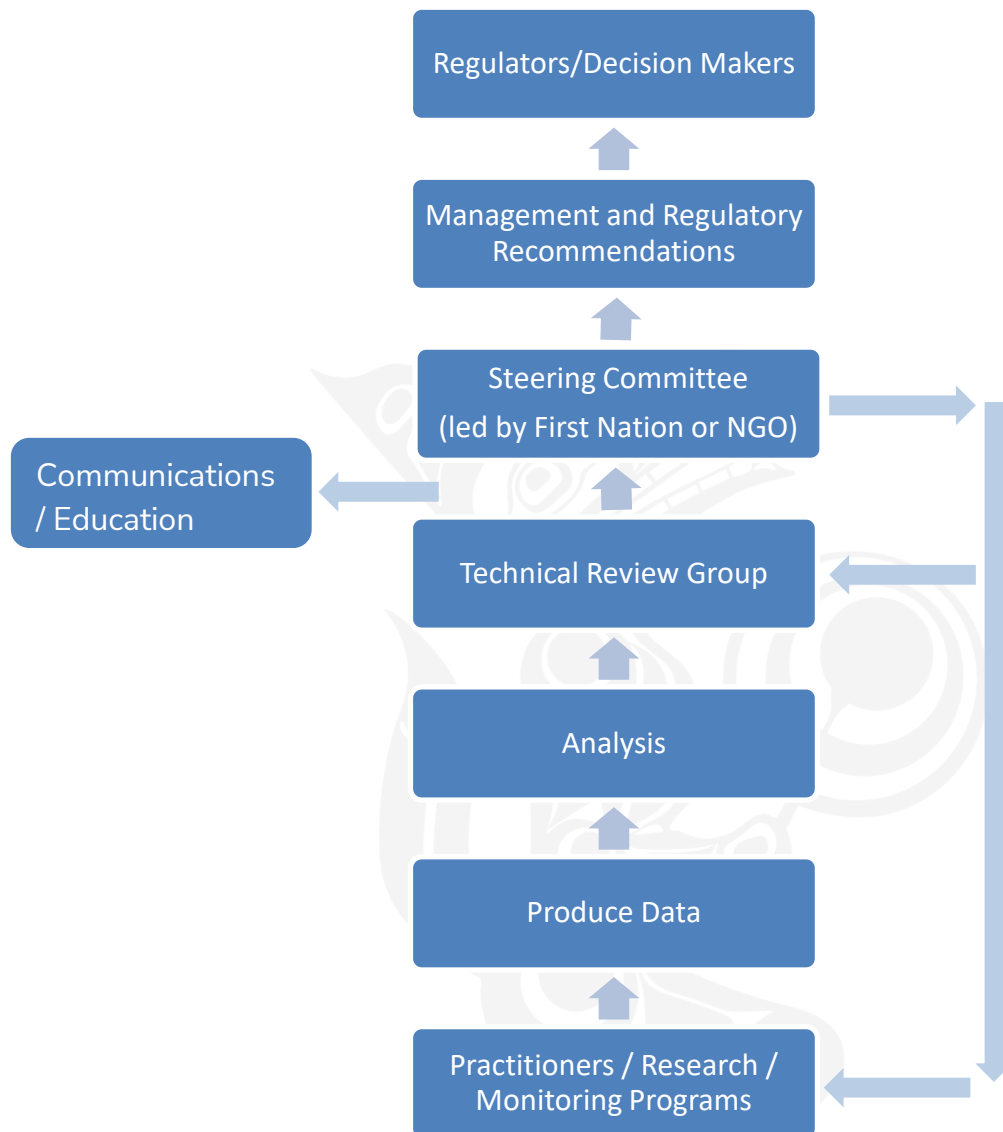 Regulators/Decision Makers
Management and Regulatory
Recommendations
Steering Committee
(led by First Nation or NGO)
Communications
/ Education
Technical Review Group
Analysis
Produce Data
Practitioners / Research /
Monitoring Programs